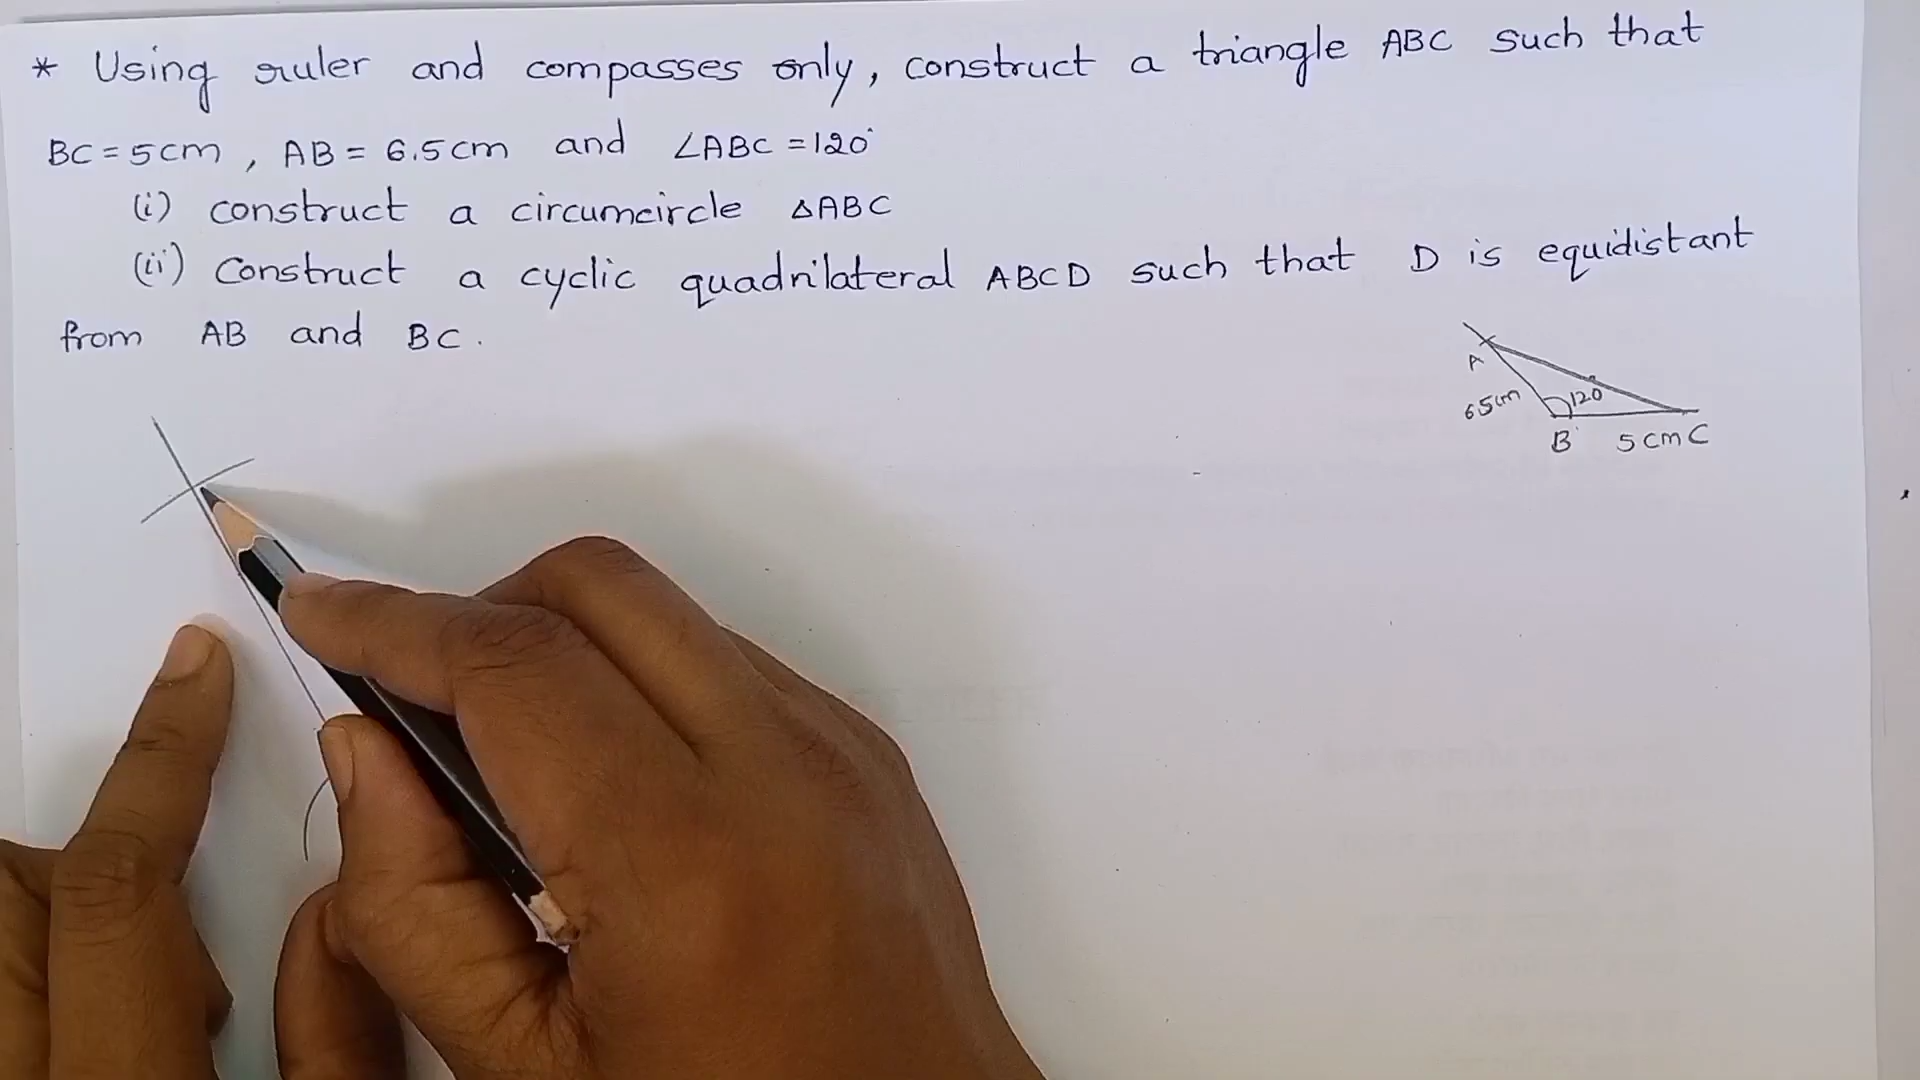 * Using ruler and compasses only, construct a triangle ABC such that
BC = 5cm, AB = 6.5cm and ∠ABC = 120°
(i) construct a circumcircle △ABC
(ii) Construct a cyclic quadrilateral ABCD such that D is equidistant
from AB and BC.
A
6.5cm
120°
B 5cm C